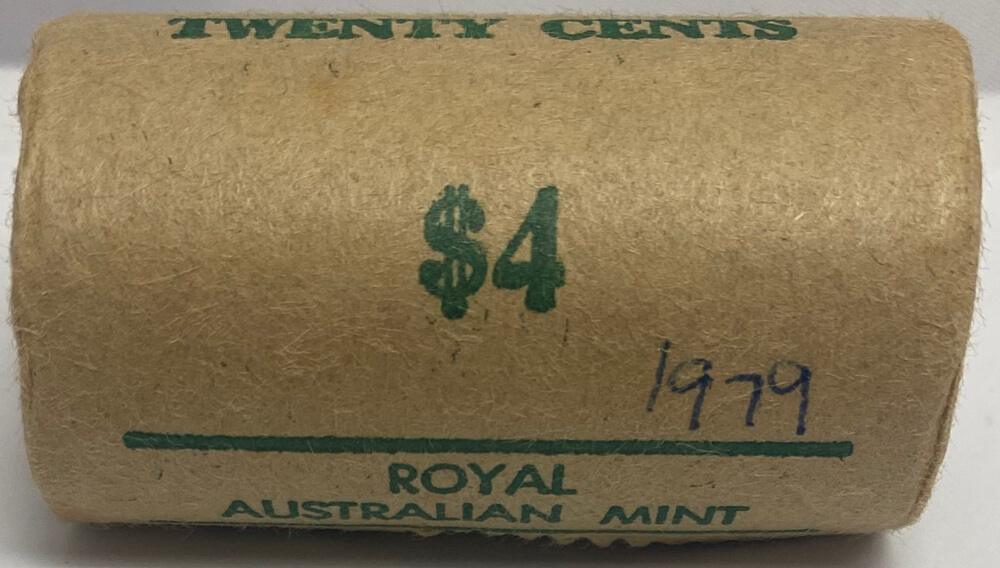 TWENTY CENTS
$4
1979
ROYAL
AUSTRALIAN MINT